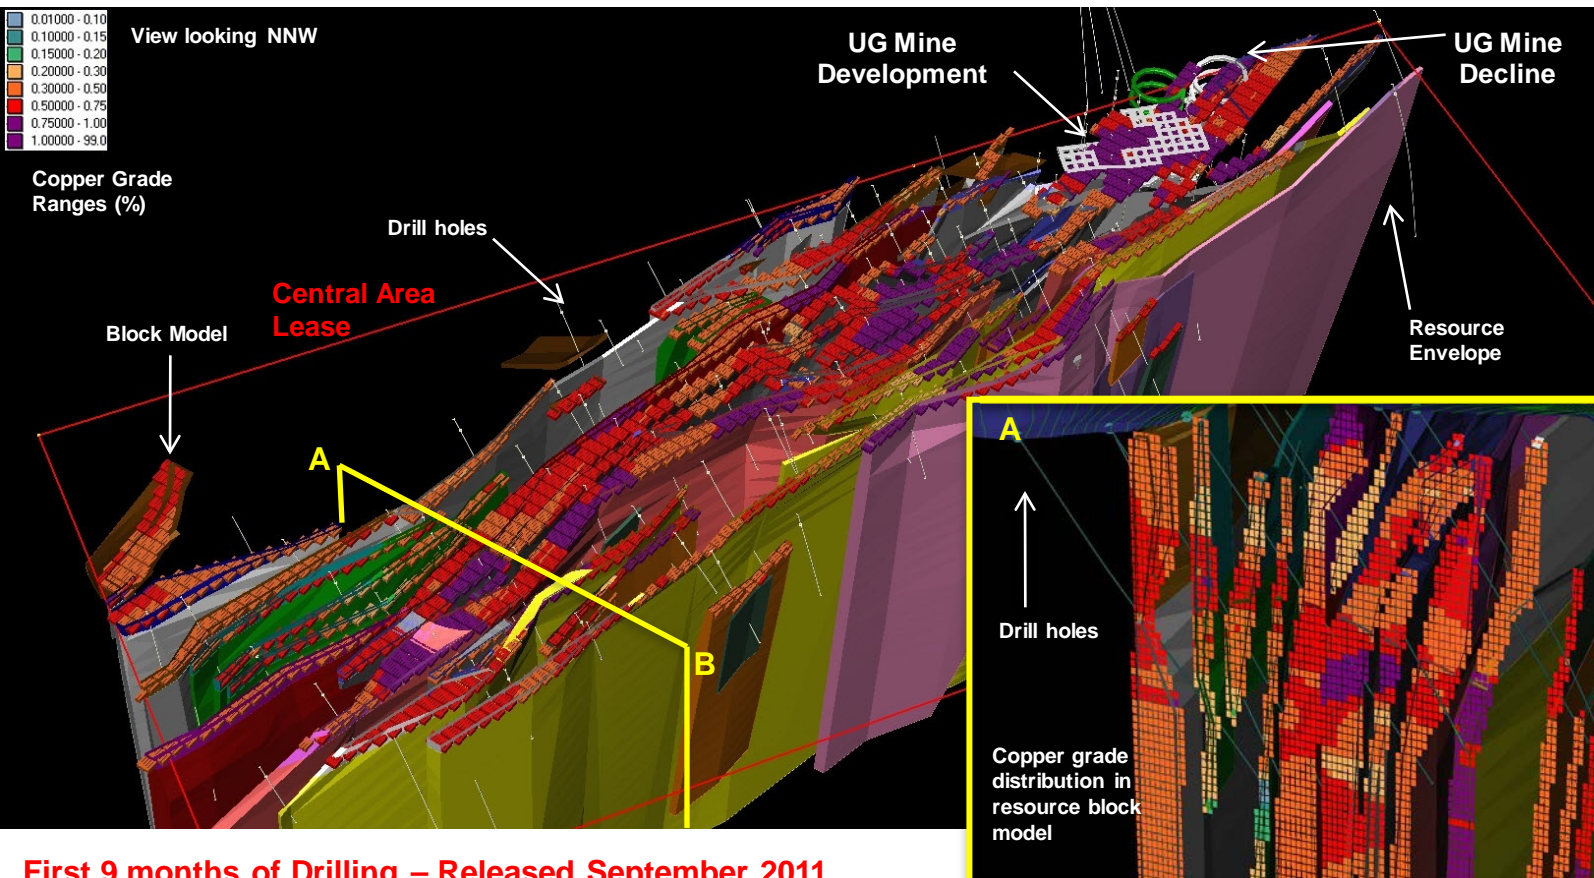 0.01000 - 0.10
0.10000 - 0.15
0.15000 - 0.20
0.20000 - 0.30
0.30000 - 0.50
0.50000 - 0.75
0.75000 - 1.00
1.00000 - 99.0
View looking NNW
Copper Grade
Ranges (%)
UG Mine
Development
UG Mine
Decline
Drill holes
Central Area
Lease
Block Model
Resource
Envelope
A
B
A
Drill holes
Copper grade
distribution in
resource block
model
First 9 months of Drilling – Released September 2011